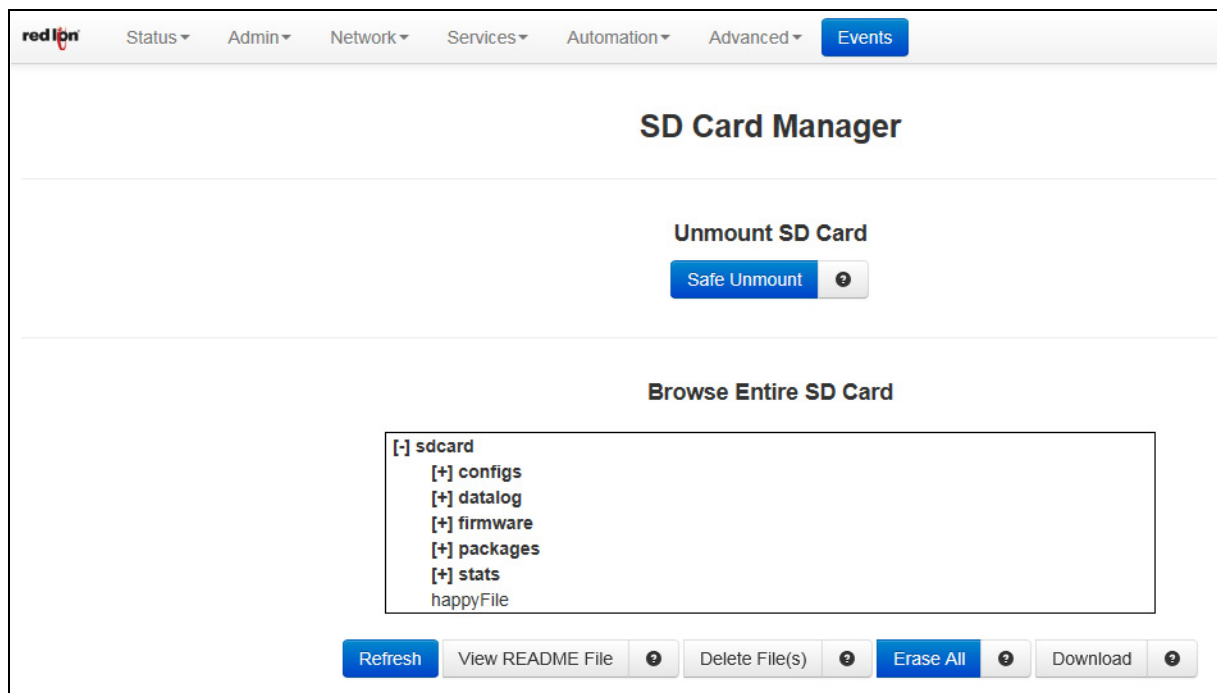 red lion Status Admin Network Services Automation Advanced Events
SD Card Manager
Unmount SD Card
Safe Unmount ?
Browse Entire SD Card
[-] sdcard
[+] configs
[+] datalog
[+] firmware
[+] packages
[+] stats
happyFile
Refresh View README File ? Delete File(s) ? Erase All ? Download ?